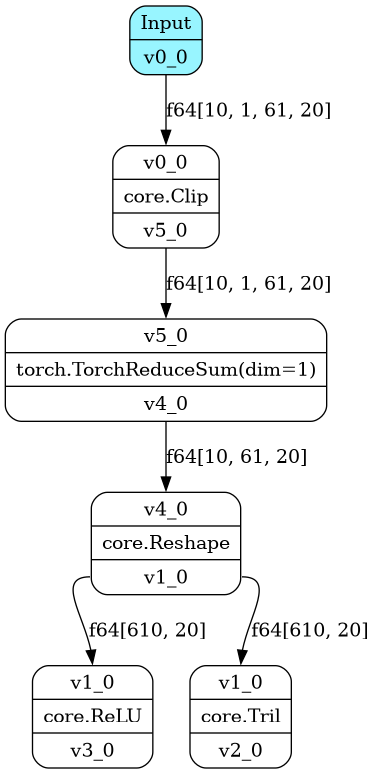 Input
v0_0
f64[10, 1, 61, 20]
v0_0
core.Clip
v5_0
f64[10, 1, 61, 20]
v5_0
torch.TorchReduceSum(dim=1)
v4_0
f64[10, 61, 20]
v4_0
core.Reshape
v1_0
f64[610, 20]
f64[610, 20]
v1_0
core.ReLU
v3_0
v1_0
core.Tril
v2_0